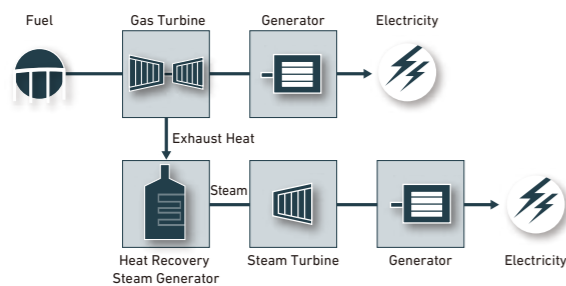 Fuel
Gas Turbine
Generator
Electricity
Exhaust Heat
Steam
Heat Recovery
Steam Generator
Steam Turbine
Generator
Electricity